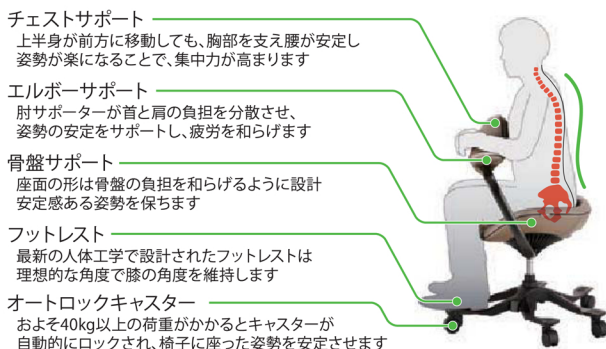 チェストサポート
上半身が前方に移動しても、胸部を支え腰が安定し
姿勢が楽になることで、集中力が高まります
エルボーサポート
肘サポーターが首と肩の負担を分散させ、
姿勢の安定をサポートし、疲労を和らげます
骨盤サポート
座面の形は骨盤の負担を和らげるように設計
安定感ある姿勢を保ちます
フットレスト
最新の人体工学で設計されたフットレストは
理想的な角度で膝の角度を維持します
オートロックキャスター
およそ40kg以上の荷重がかかるとキャスターが
自動的にロックされ、椅子に座った姿勢を安定させます